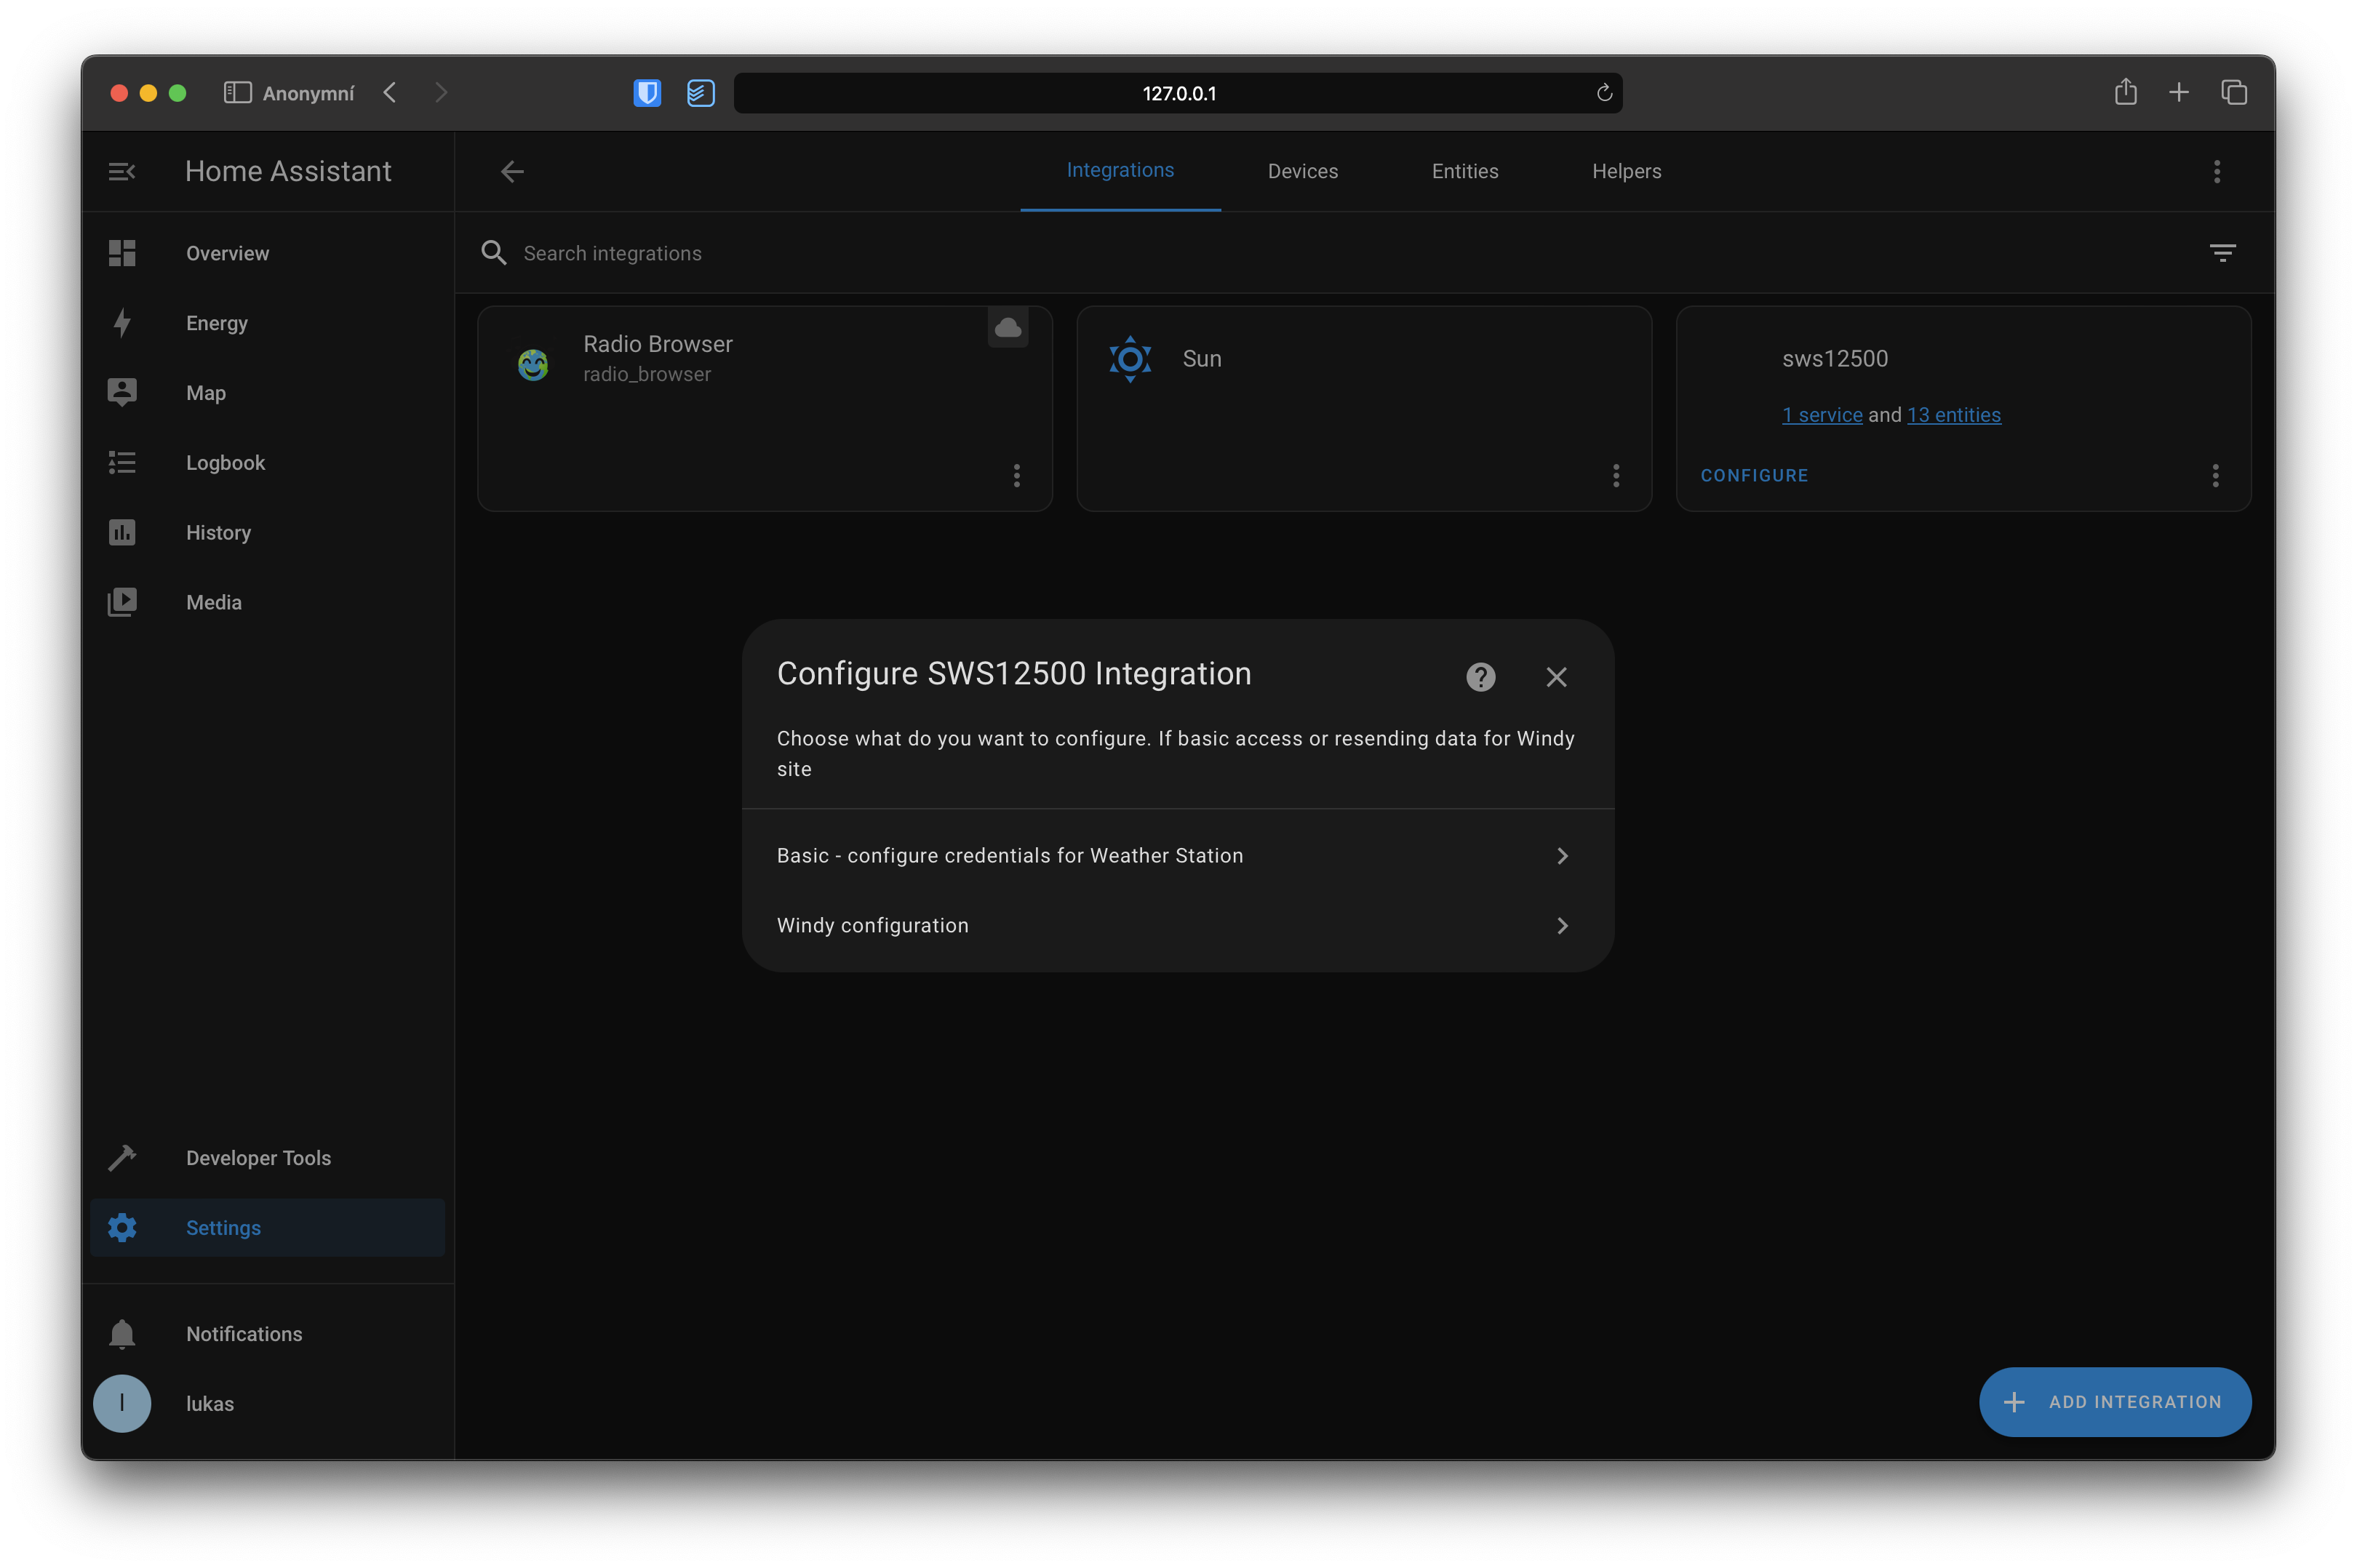 Anonymní
127.0.0.1
Home Assistant
Integrations
Devices
Entities
Helpers
Overview
Energy
Map
Logbook
History
Media
Developer Tools
Settings
Notifications
l
lukas
Search integrations
Radio Browser
radio_browser
Sun
sws12500
1 service and 13 entities
CONFIGURE
Configure SWS12500 Integration
Choose what do you want to configure. If basic access or resending data for Windy
site
Basic - configure credentials for Weather Station
Windy configuration
ADD INTEGRATION